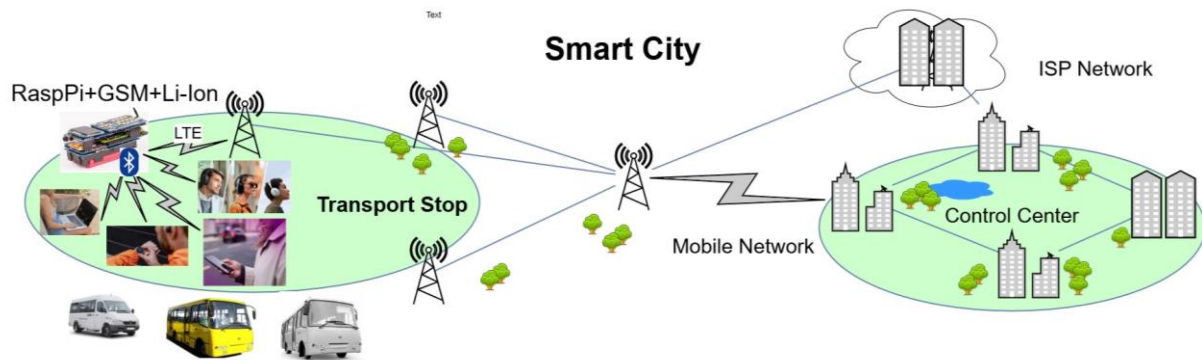 Text
Smart City
ISP Network
RaspPi+GSM+Li-Ion
LTE
Transport Stop
Control Center
Mobile Network